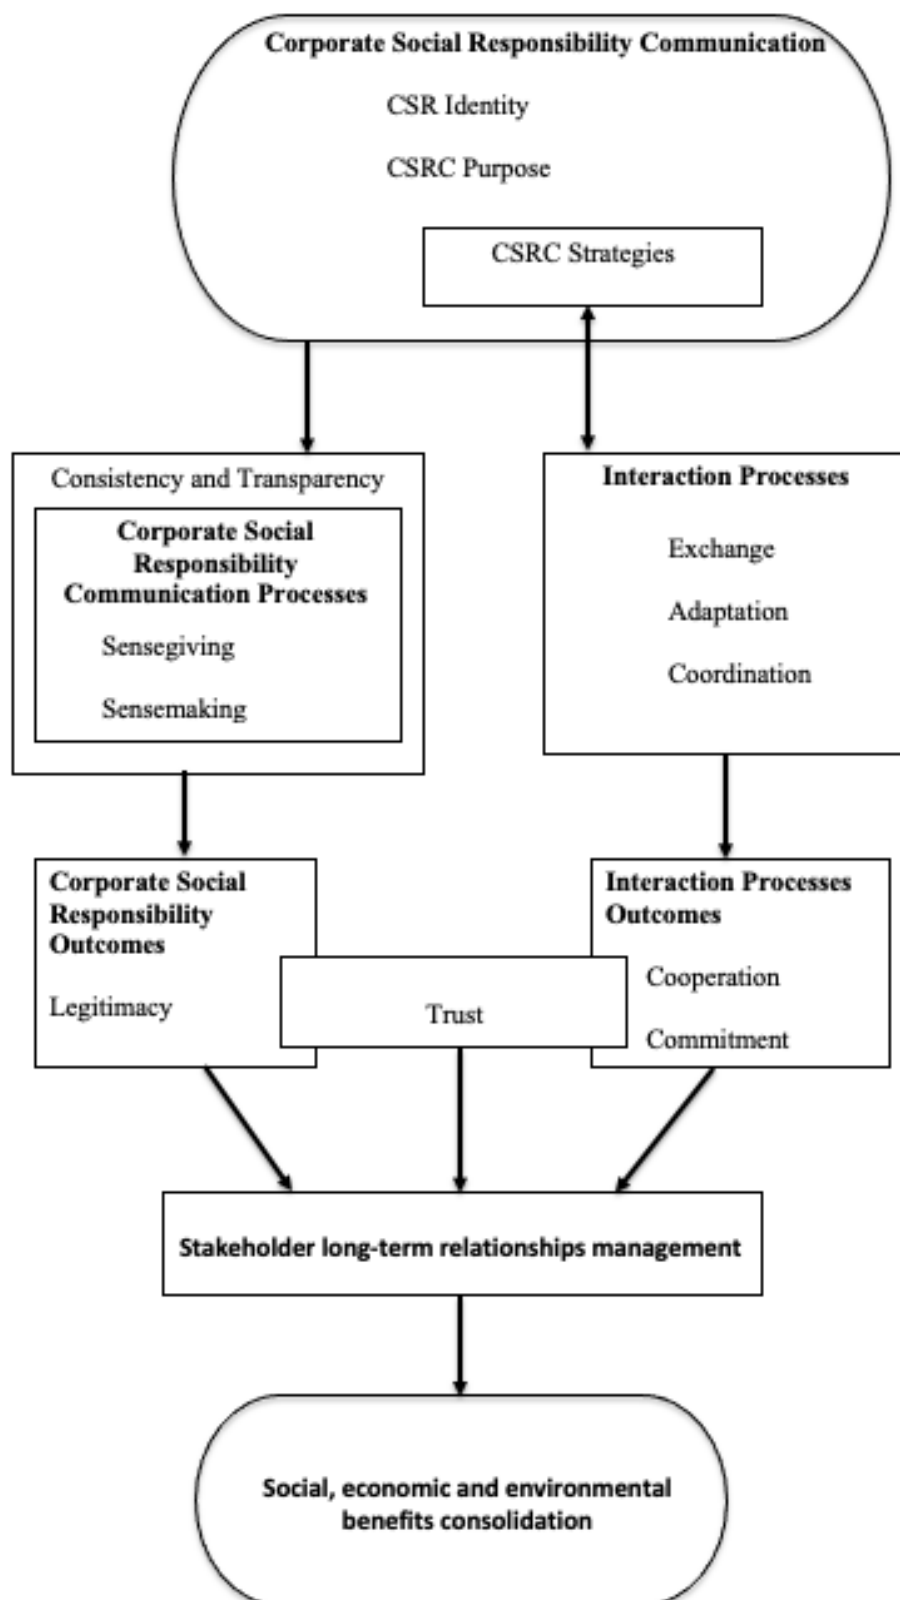 Corporate Social Responsibility Communication
CSR Identity
CSRC Purpose
CSRC Strategies
Consistency and Transparency
Corporate Social
Responsibility
Communication Processes
Sensegiving
Sensemaking
Interaction Processes
Exchange
Adaptation
Coordination
Corporate Social
Responsibility
Outcomes
Legitimacy
Trust
Interaction Processes
Outcomes
Cooperation
Commitment
Stakeholder long-term relationships management
Social, economic and environmental
benefits consolidation